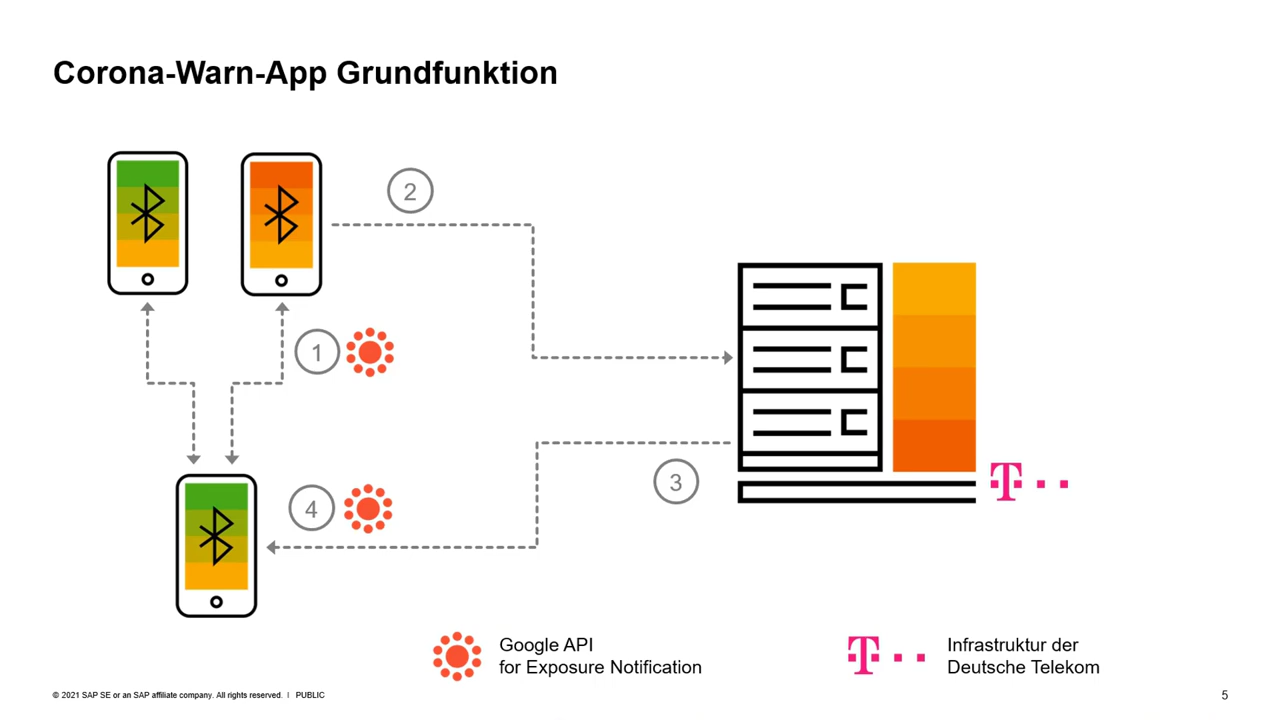 Corona-Warn-App Grundfunktion
2
1
3
4
T
Google API
for Exposure Notification
T
Infrastruktur der
Deutsche Telekom
© 2021 SAP SE or an SAP affiliate company. All rights reserved. | PUBLIC
5